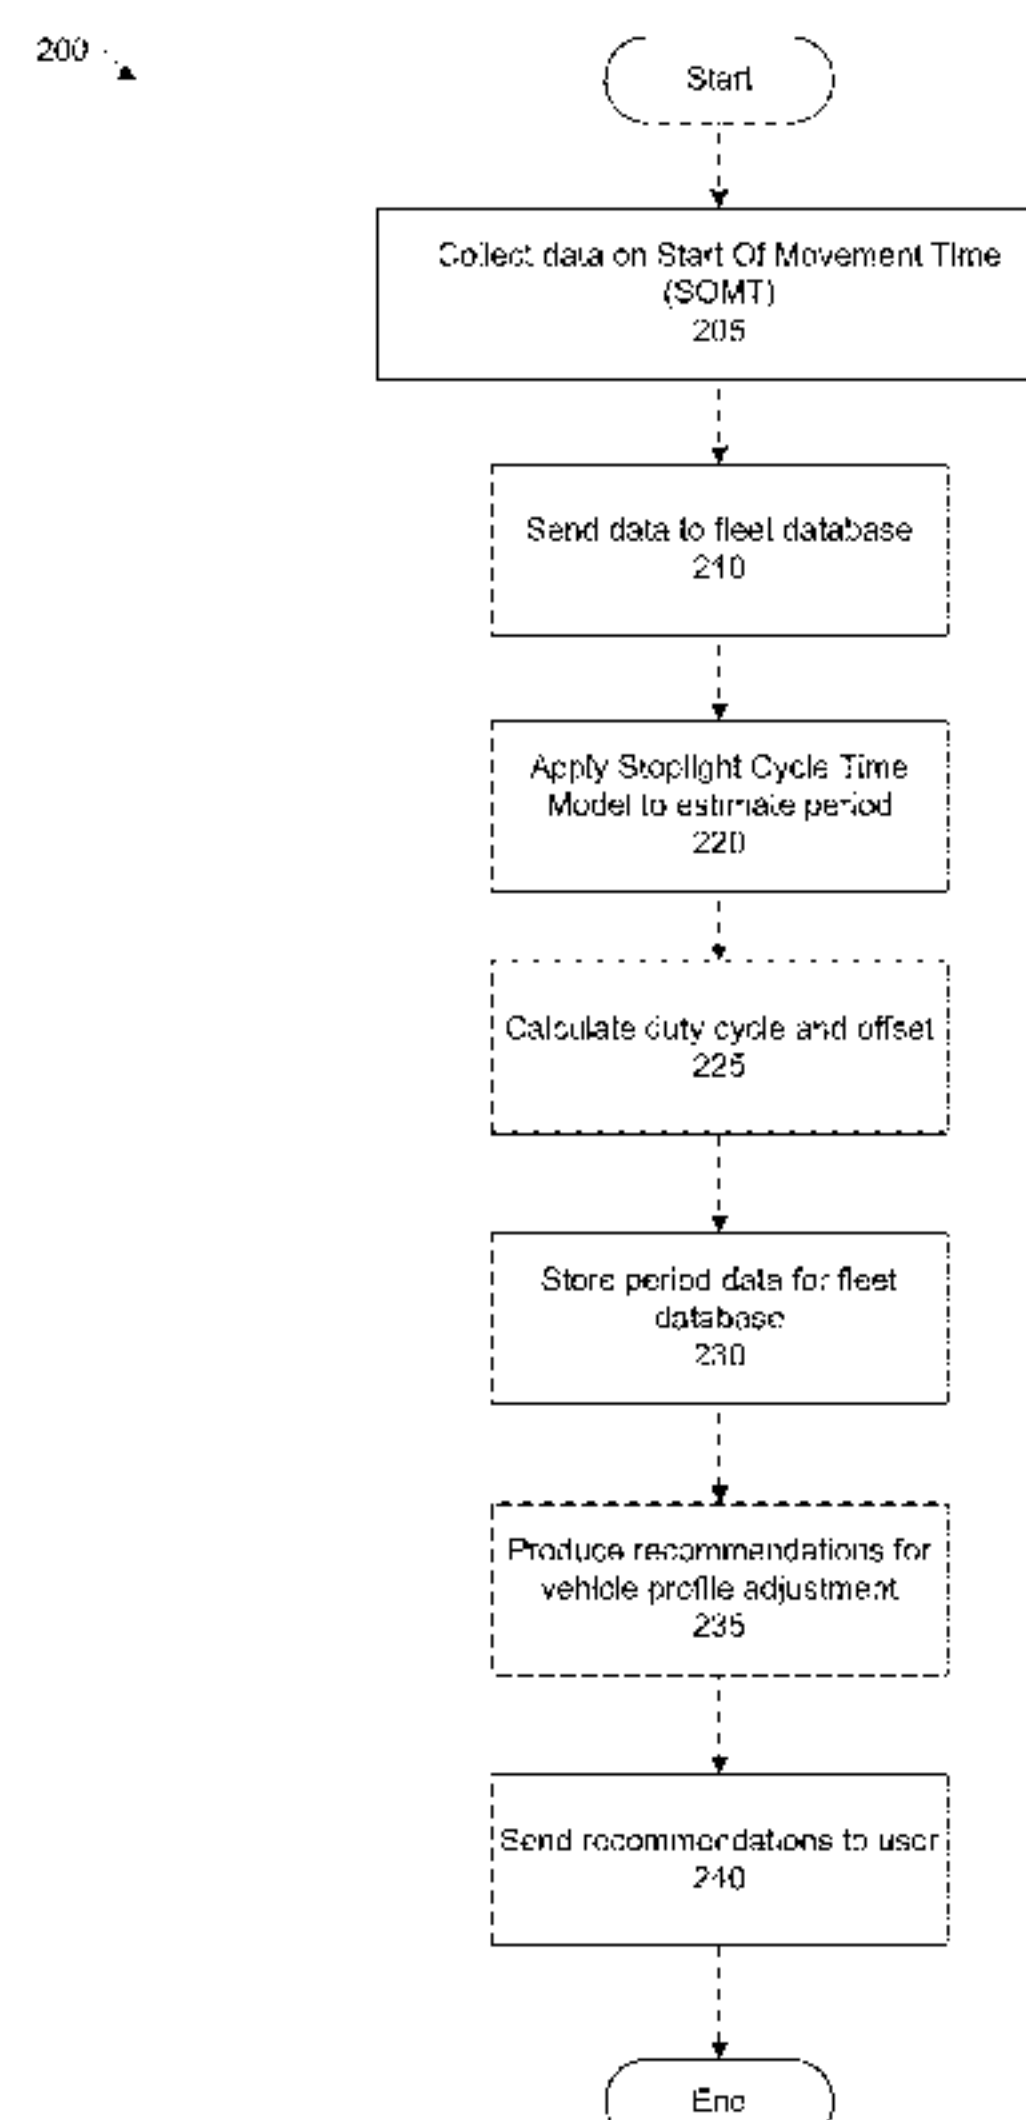 200
Start
Collect data on Start Of Movement Time
(SOMT)
205
Send data to fleet database
210
Apply Stoplight Cycle Time
Model to estimate period
220
Calculate duty cycle and offset
225
Store period data for fleet
database
230
Produce recommendations for
vehicle profile adjustment
235
Send recommendations to user
240
End